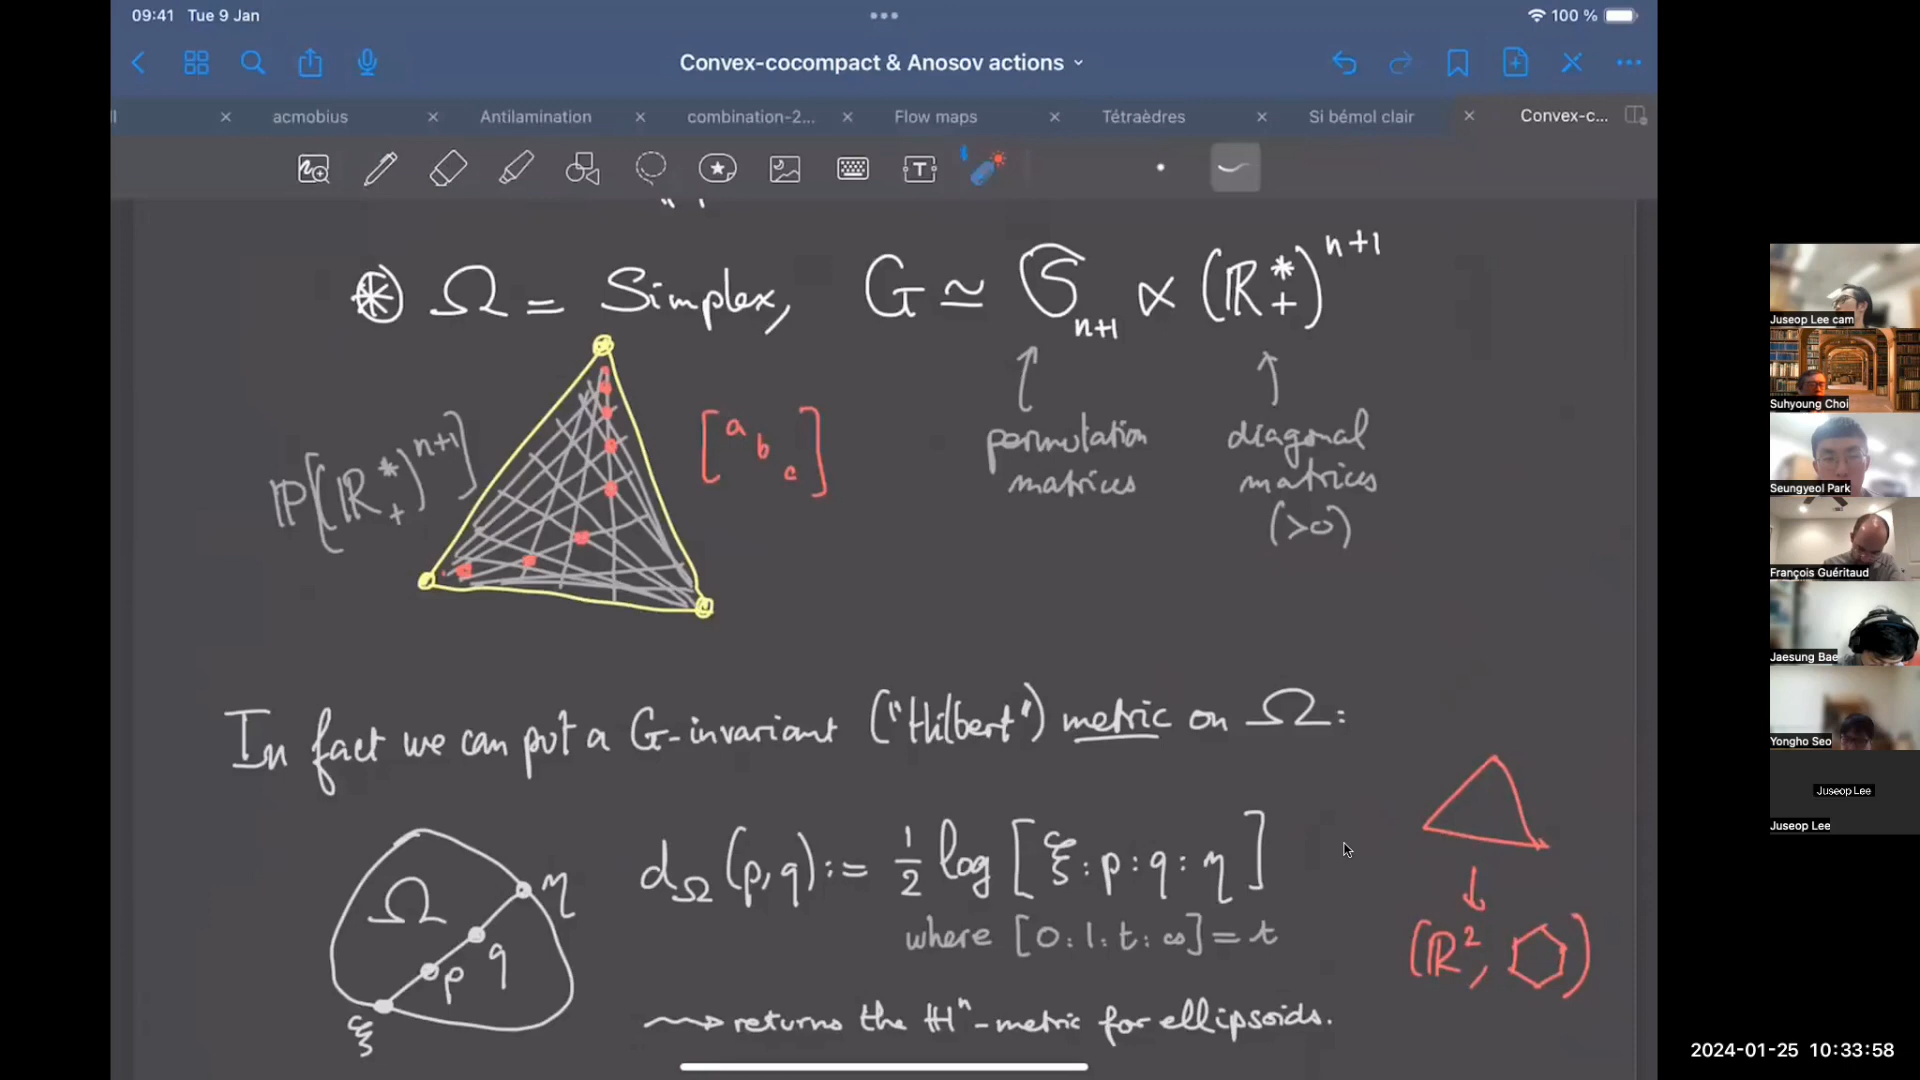 09:41 Tue 9 Jan
100 %
Convex-cocompact & Anosov actions
acmobius
Antilamination
combination-2...
Flow maps
Tétraèdres
Si bémol clair
Convex-c...
⊛ Ω = Simplex, G ≃ 𝔖ₙ₊₁ ⋉ (ℝ₊*)ⁿ⁺¹
ℙ[(ℝ₊*)ⁿ⁺¹]
[a b c]
permutation matrices
diagonal matrices (>0)
In fact we can put a G-invariant ("Hilbert") metric on Ω:
Ω
η
q
p
ξ
d_Ω(p,q) := 1/2 log [ξ : p : q : η]
where [0:1:t:∞] = t
(ℝ², ⬡)
⟿ returns the ℍⁿ-metric for ellipsoids.
Juseop Lee cam
Suhyoung Choi
Seungyeol Park
François Guéritaud
Jaesung Bae
Yongho Seo
Juseop Lee
Juseop Lee
2024-01-25 10:33:58